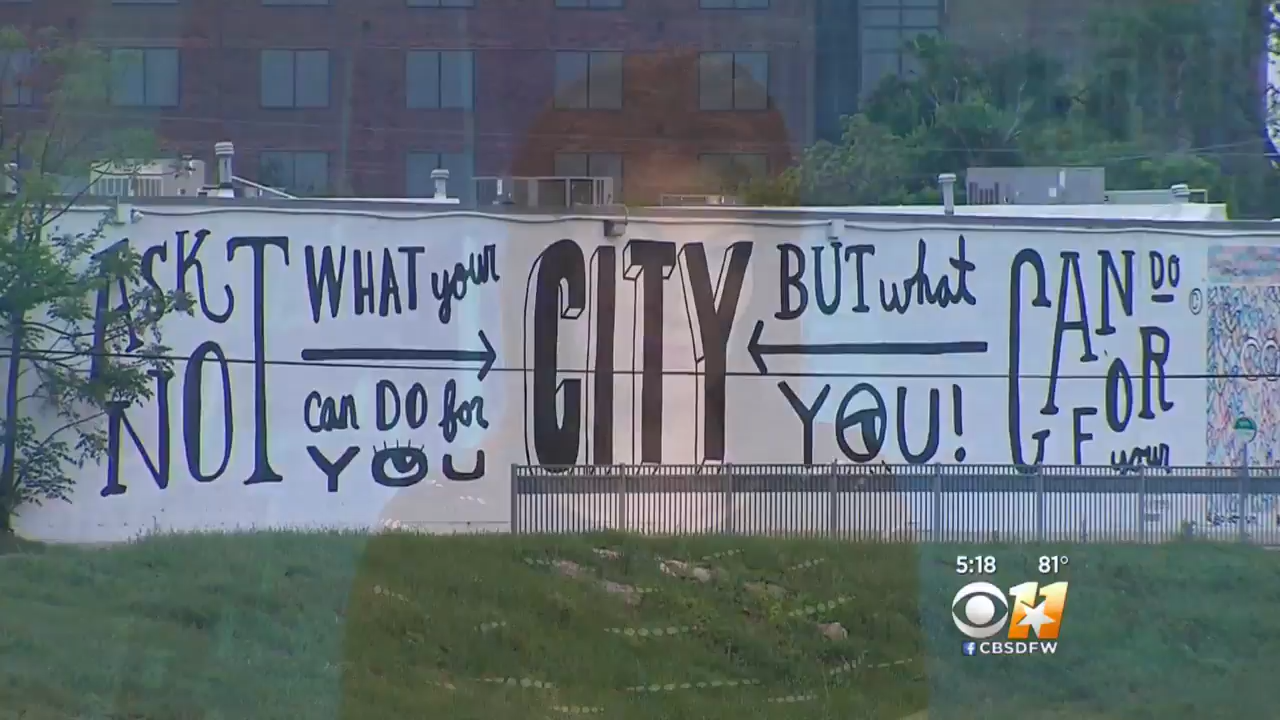 ASK
NOT
WHAT your
can DO for
YOU
CITY
BUT what
YOU!
CAN DO
FOR
your
©
5:18 81°
11
CBSDFW